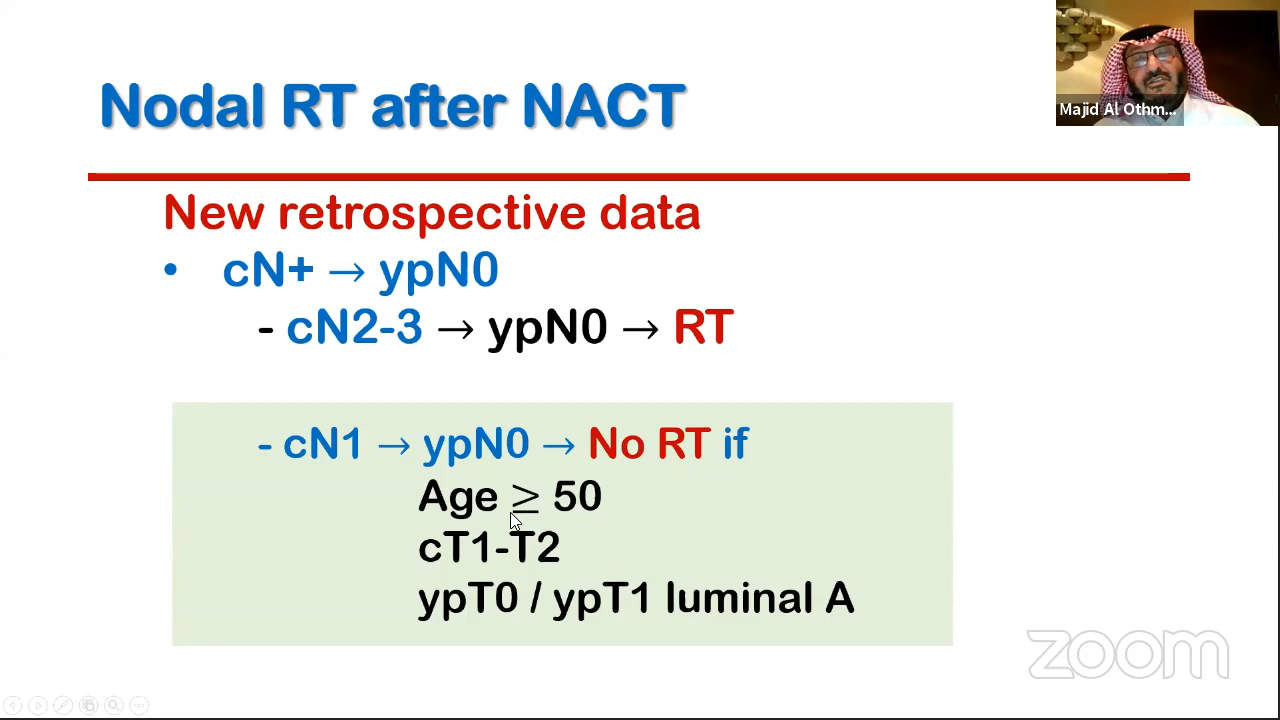 Nodal RT after NACT
Majid Al Othm...
New retrospective data
• cN+ → ypN0
- cN2-3 → ypN0 → RT
- cN1 → ypN0 → No RT if
Age ≥ 50
cT1-T2
ypT0 / ypT1 luminal A
zoom